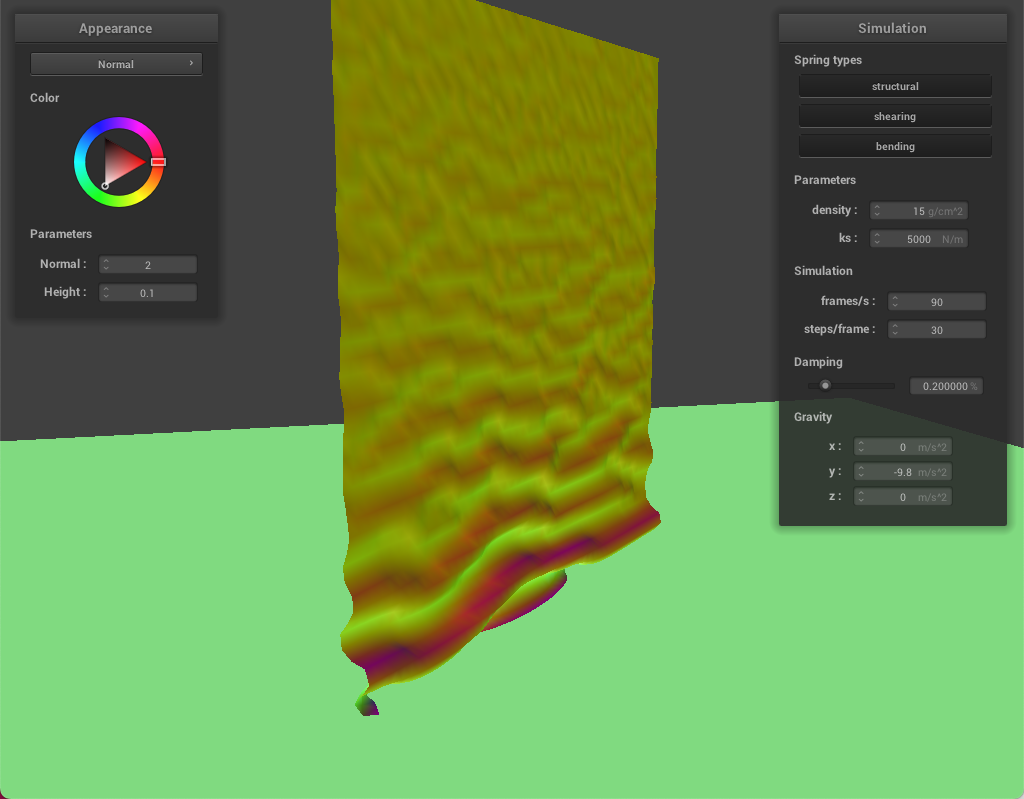 Appearance
Normal
Color
Parameters
Normal : 2
Height : 0.1
Simulation
Spring types
structural
shearing
bending
Parameters
density : 15 g/cm^2
ks : 5000 N/m
Simulation
frames/s : 90
steps/frame : 30
Damping
0.200000 %
Gravity
x : 0 m/s^2
y : -9.8 m/s^2
z : 0 m/s^2